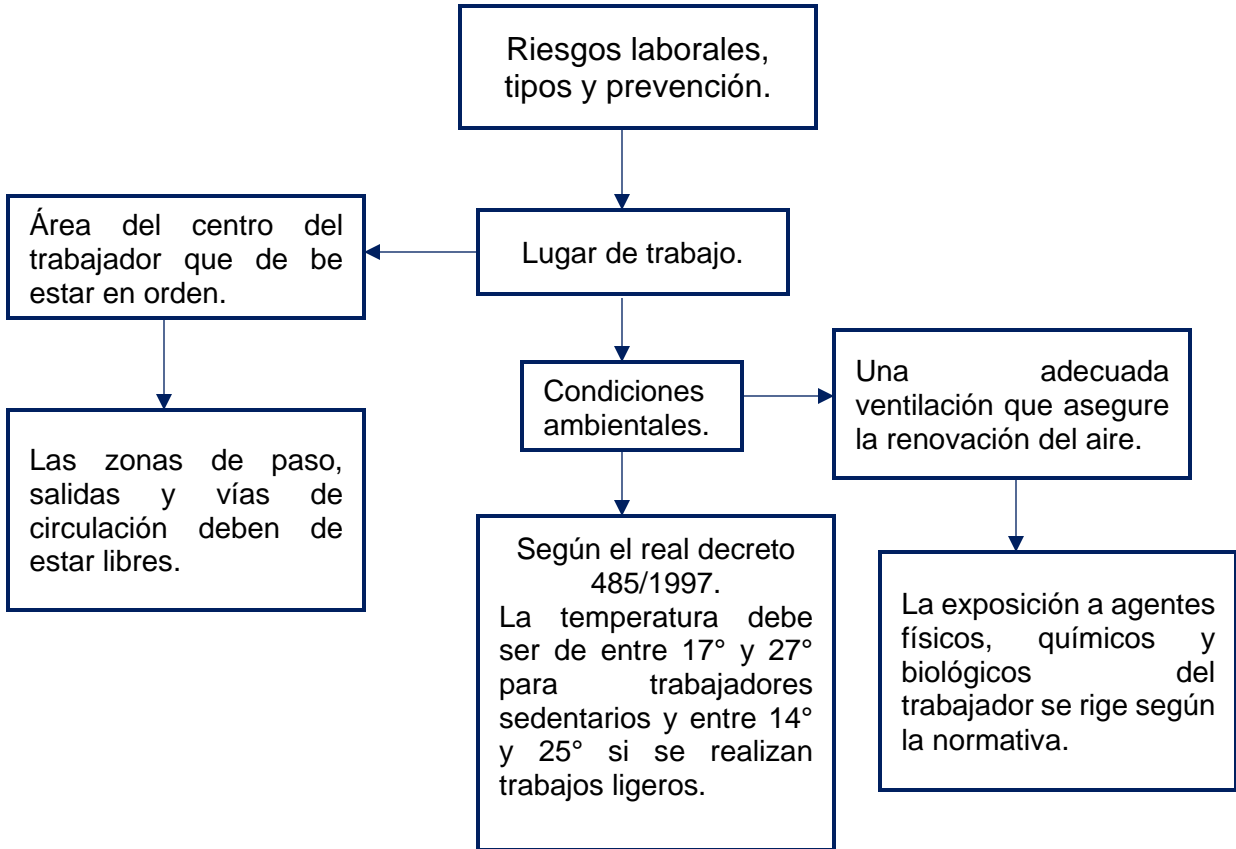 Riesgos laborales,
tipos y prevención.
Lugar de trabajo.
Área del centro del
trabajador que de be
estar en orden.
Las zonas de paso,
salidas y vías de
circulación deben de
estar libres.
Condiciones
ambientales.
Una adecuada
ventilación que asegure
la renovación del aire.
Según el real decreto
485/1997.
La temperatura debe
ser de entre 17° y 27°
para trabajadores
sedentarios y entre 14°
y 25° si se realizan
trabajos ligeros.
La exposición a agentes
físicos, químicos y
biológicos del
trabajador se rige según
la normativa.